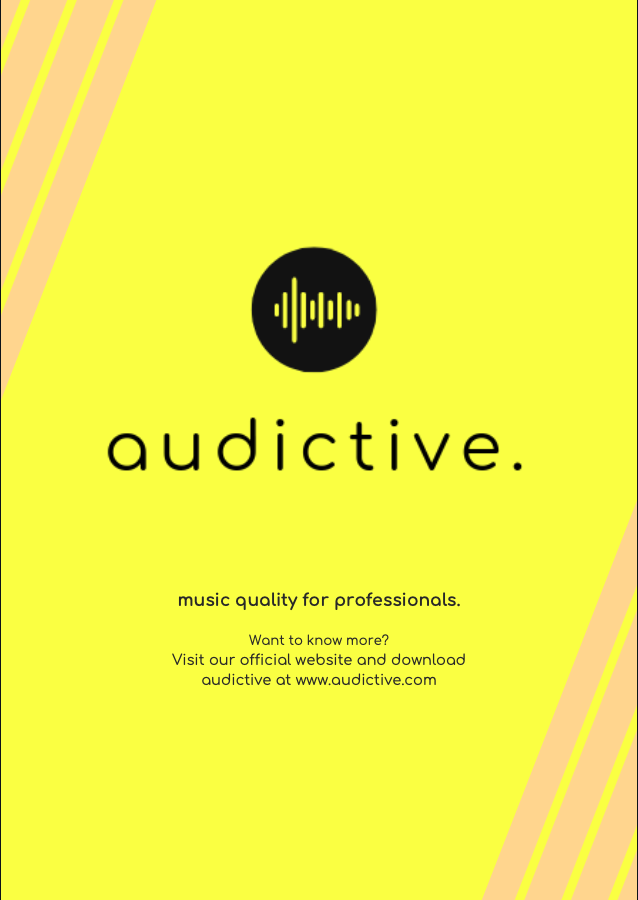 audictive.
music quality for professionals.
Want to know more?
Visit our official website and download
audictive at www.audictive.com